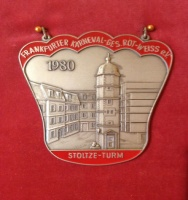 FRANKFURTER KARNEVAL-GES. ROT-WEISS e.V.
1980
STOLTZE-TURM